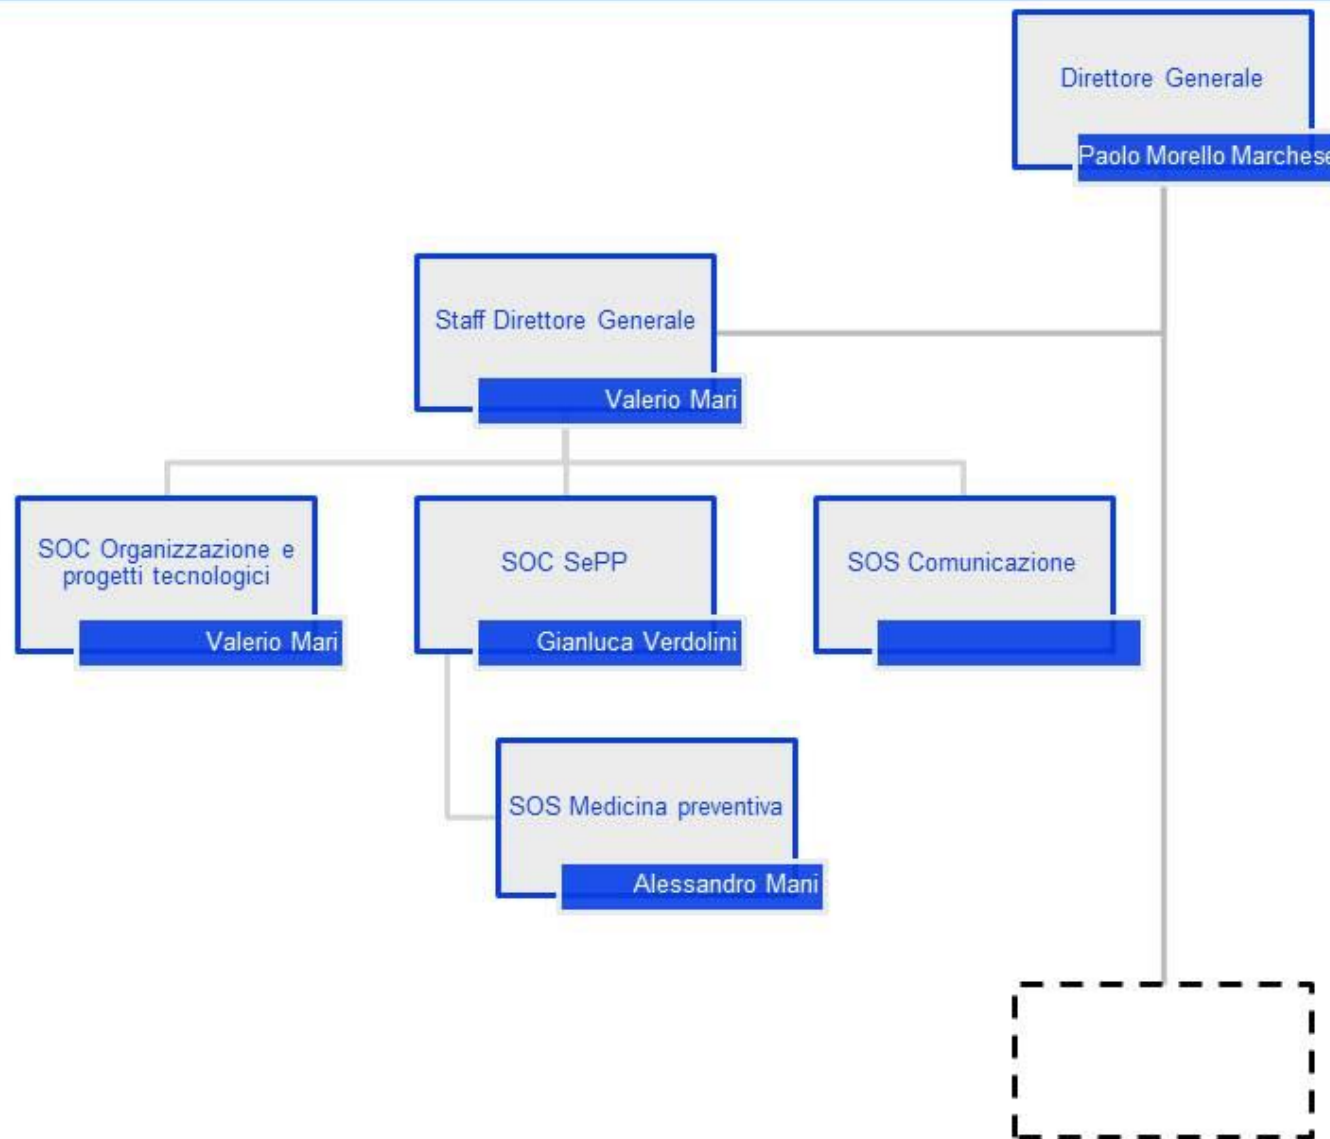 Direttore Generale
Paolo Morello Marchese
Staff Direttore Generale
Valerio Mari
SOC Organizzazione e
progetti tecnologici
Valerio Mari
SOC SePP
Gianluca Verdolini
SOS Comunicazione
SOS Medicina preventiva
Alessandro Mani